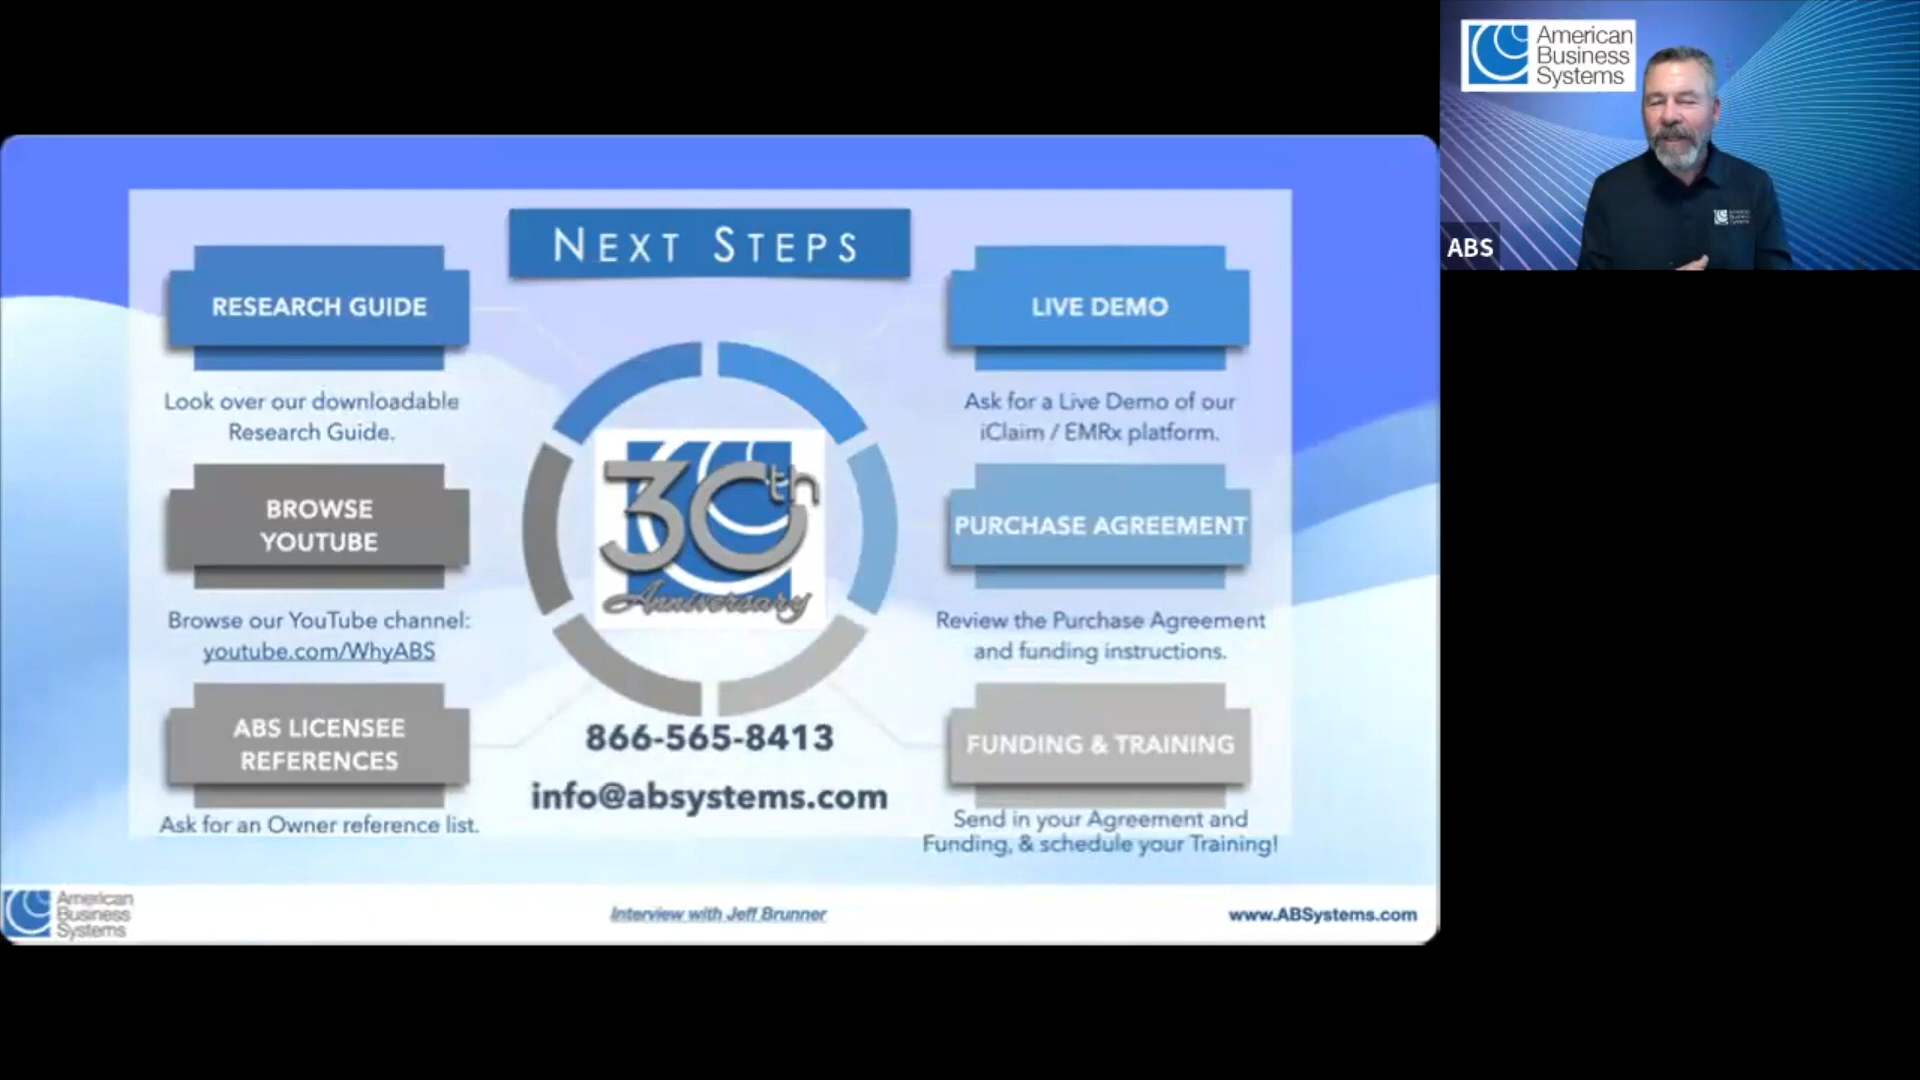 NEXT STEPS
RESEARCH GUIDE
Look over our downloadable
Research Guide.
BROWSE
YOUTUBE
Browse our YouTube channel:
youtube.com/WhyABS
ABS LICENSEE
REFERENCES
Ask for an Owner reference list.
30th
Anniversary
866-565-8413
info@absystems.com
LIVE DEMO
Ask for a Live Demo of our
iClaim / EMRx platform.
PURCHASE AGREEMENT
Review the Purchase Agreement
and funding instructions.
FUNDING & TRAINING
Send in your Agreement and
Funding, & schedule your Training!
American
Business
Systems
Interview with Jeff Brunner
www.ABSystems.com
American
Business
Systems
ABS